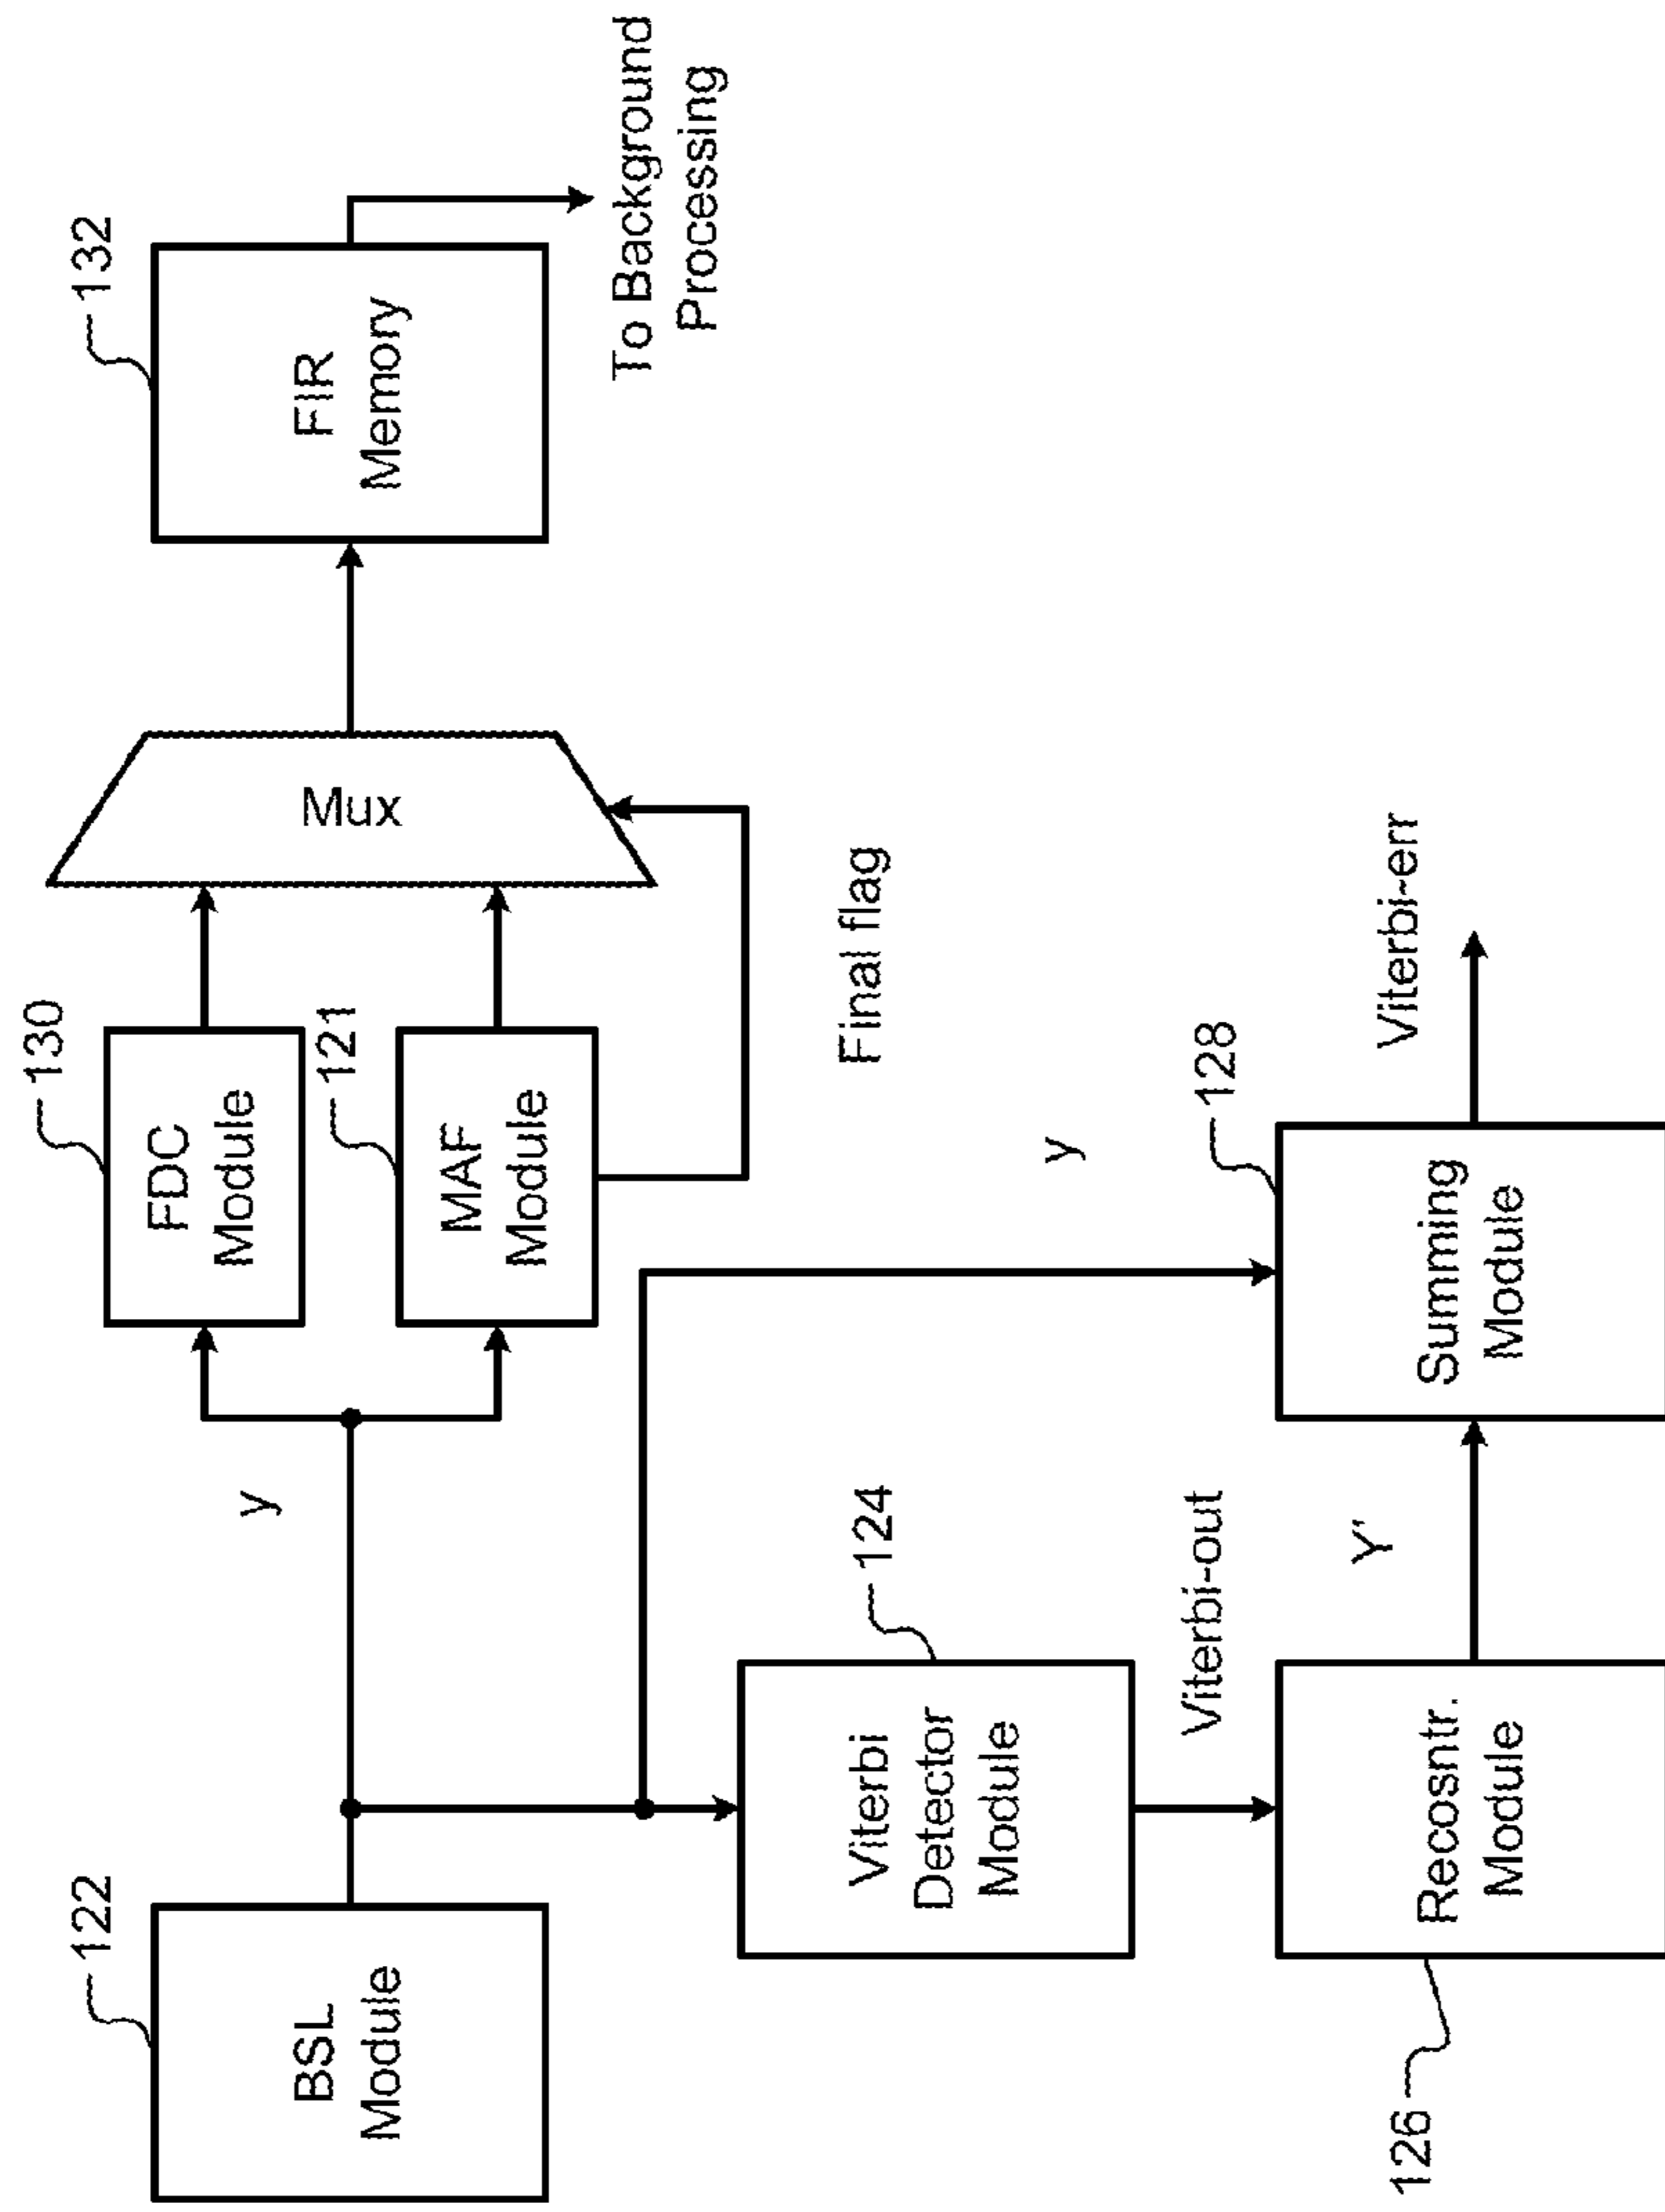 122
BSL
Module
y
130
FDC
Module
121
MAF
Module
Mux
132
FIR
Memory
To Background
Processing
Final flag
124
Viterbi
Detector
Module
Viterbi-out
y
126
Recosntr.
Module
Y'
128
Summing
Module
Viterbi-err